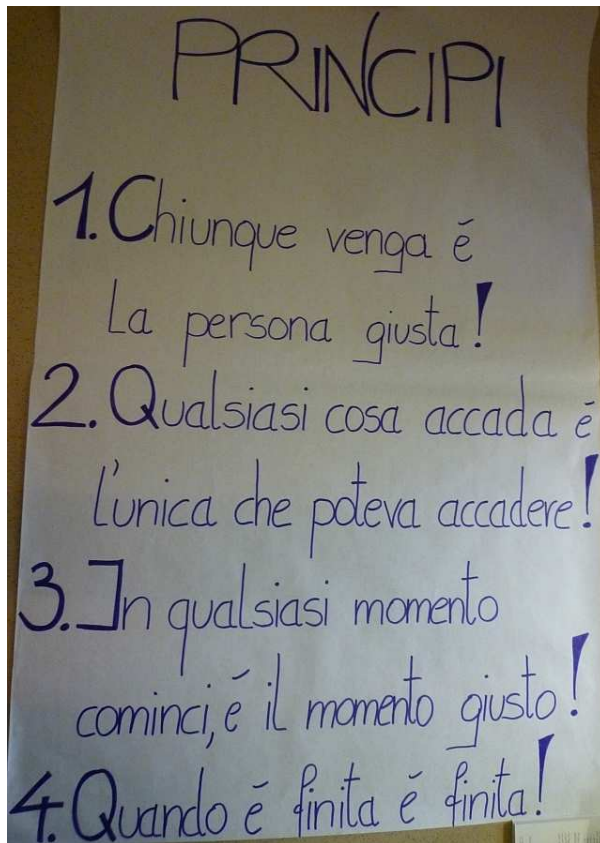 PRINCIPI
1. Chiunque venga é
La persona giusta!
2. Qualsiasi cosa accada é
l'unica che poteva accadere!
3. In qualsiasi momento
cominci, é il momento giusto!
4. Quando é finita é finita!